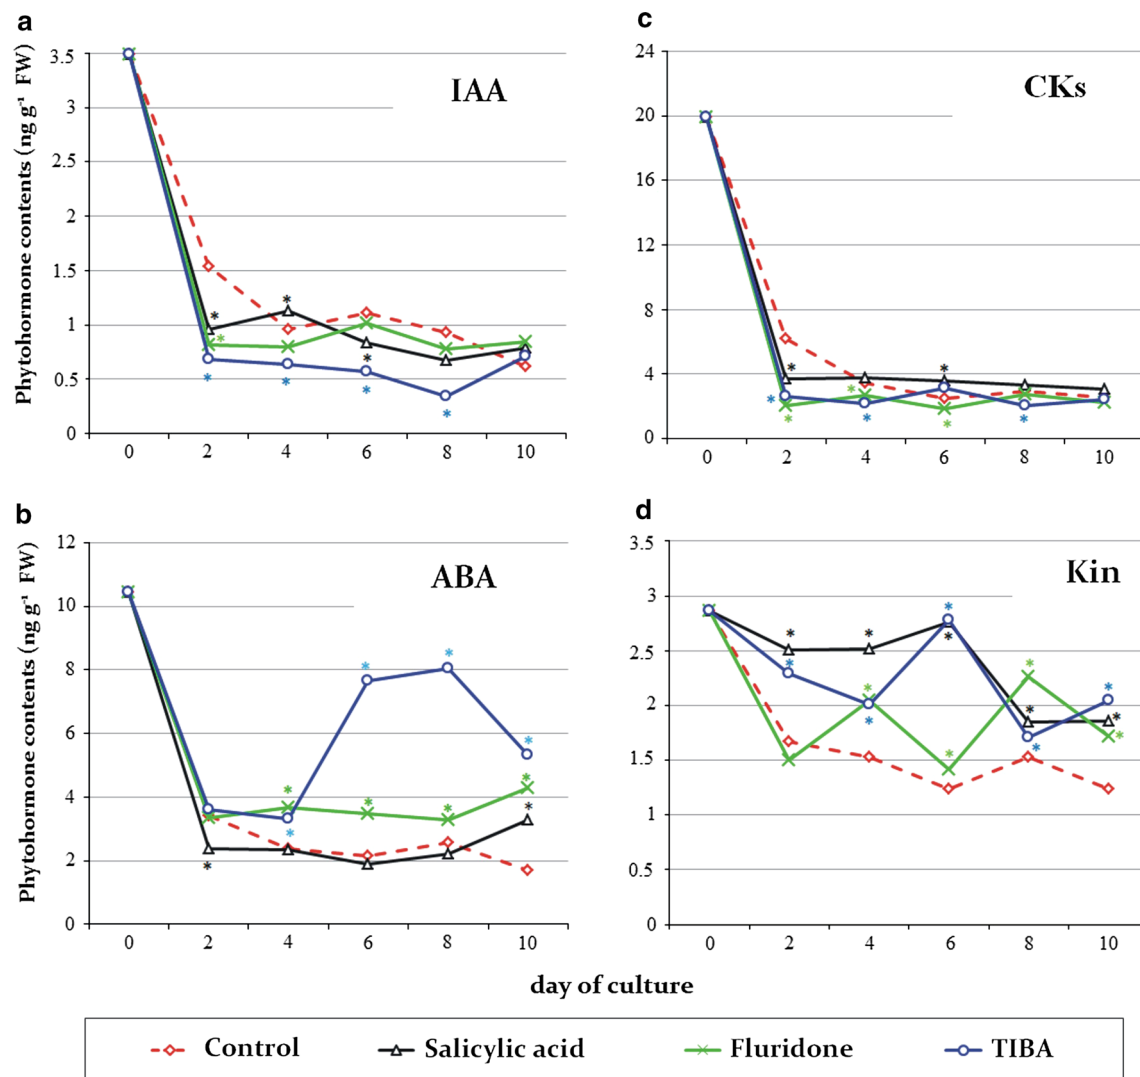 a
Phytohormone contents (ng g⁻¹ FW)
3.5
3
2.5
2
1.5
1
0.5
0
IAA
* * * * * * * *
0 2 4 6 8 10
c
24
20
16
12
8
4
0
CKs
* * * * * * * *
0 2 4 6 8 10
b
Phytohormone contents (ng g⁻¹ FW)
12
10
8
6
4
2
0
ABA
* * * * * * * * * *
0 2 4 6 8 10
d
3.5
3
2.5
2
1.5
1
0.5
0
Kin
* * * * * * * * * * * * * *
0 2 4 6 8 10
day of culture
Control Salicylic acid Fluridone TIBA